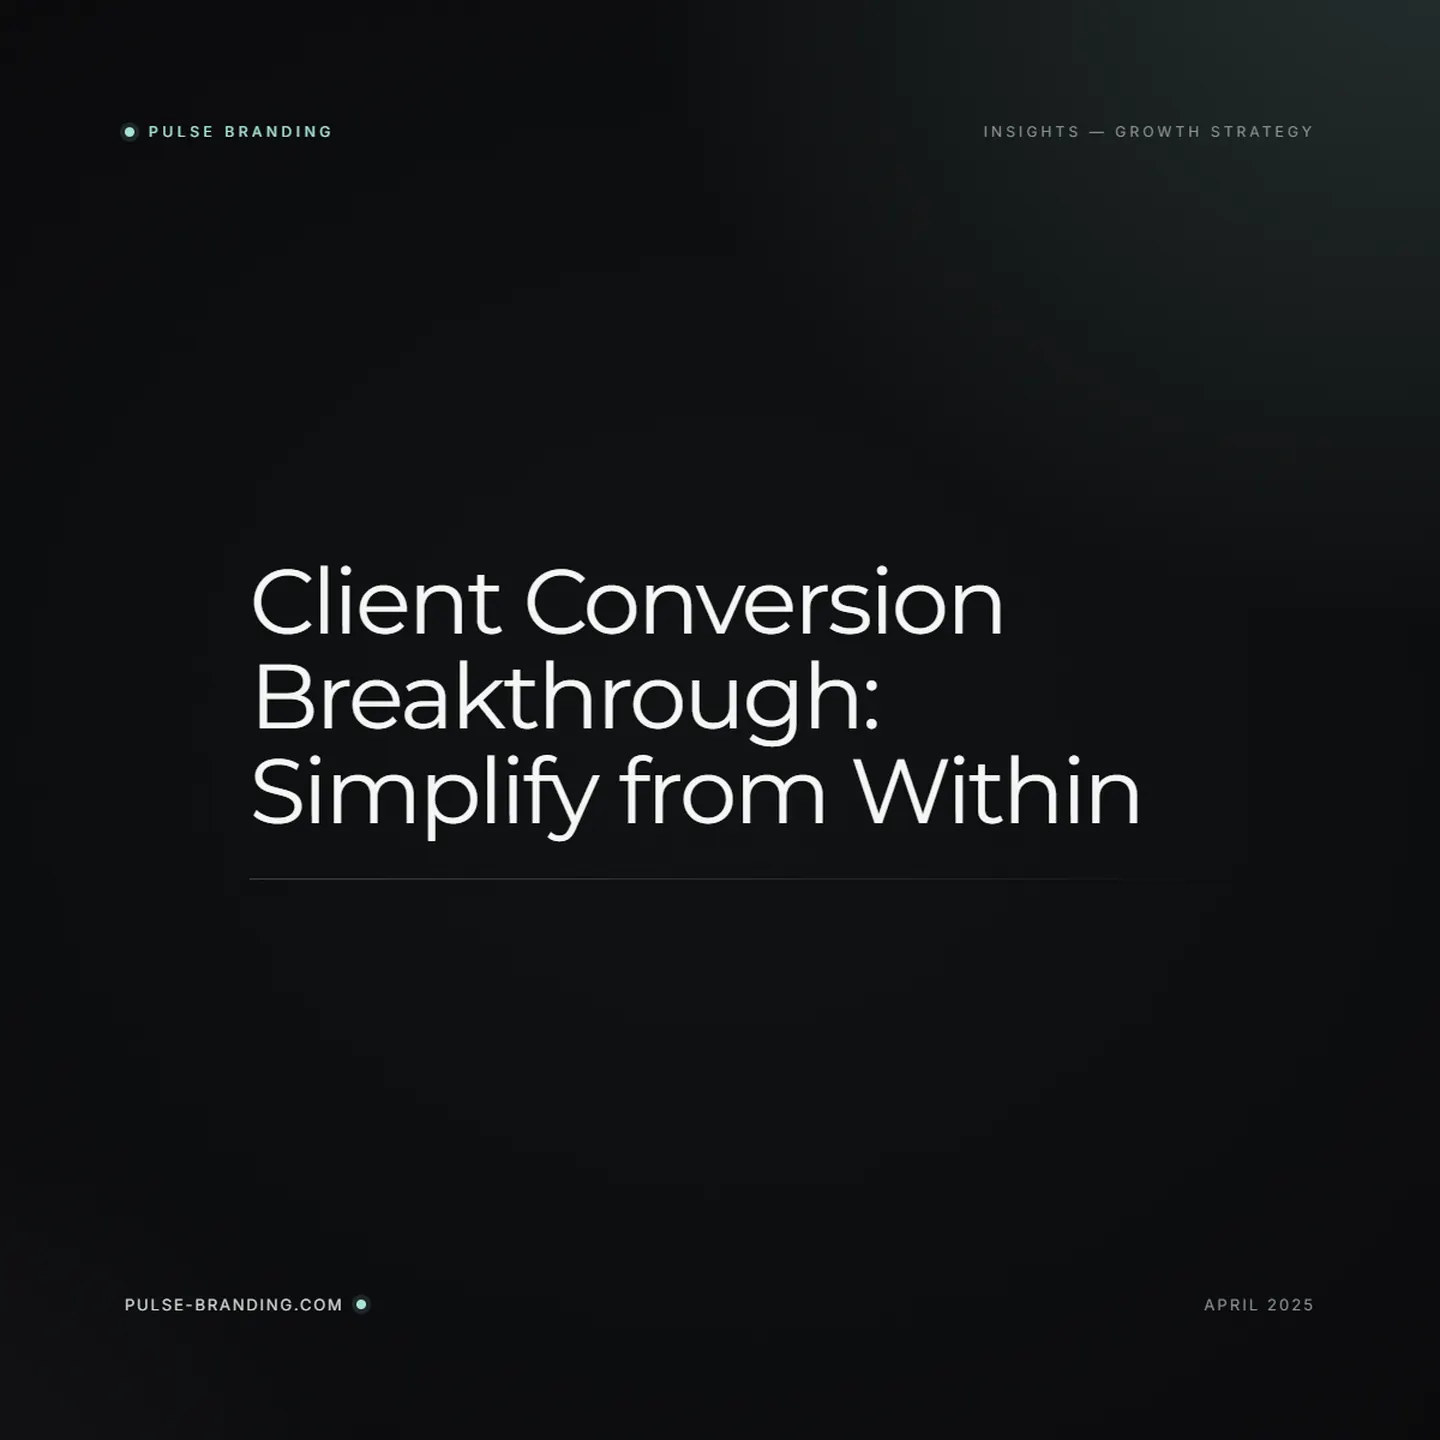 PULSE BRANDING
INSIGHTS — GROWTH STRATEGY
Client Conversion
Breakthrough:
Simplify from Within
PULSE-BRANDING.COM
APRIL 2025